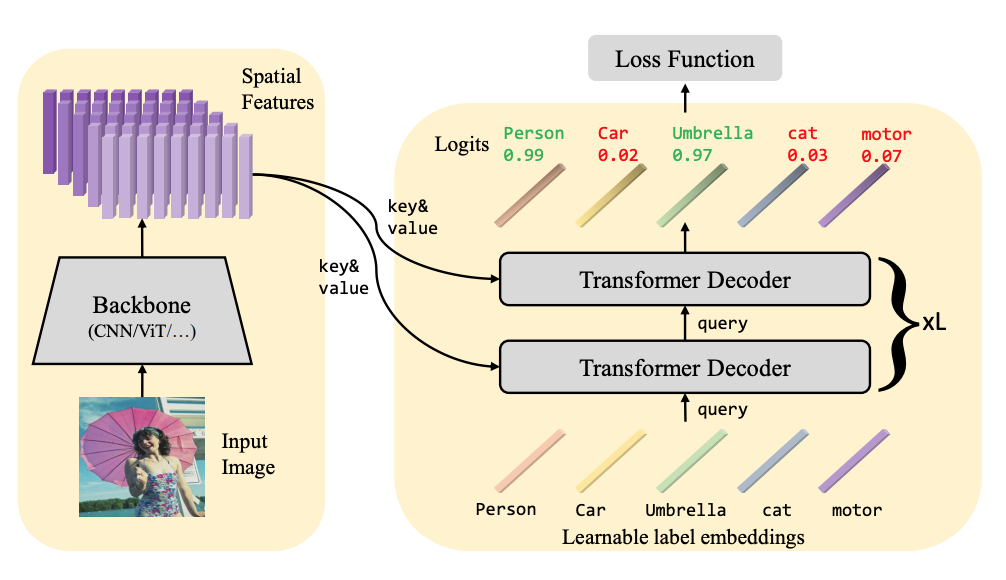 Spatial
Features
Backbone
(CNN/ViT/…)
Input
Image
Loss Function
Logits
Person Car Umbrella cat motor
0.99 0.02 0.97 0.03 0.07
key&
value
key&
value
Transformer Decoder
query
xL
Transformer Decoder
query
Person Car Umbrella cat motor
Learnable label embeddings